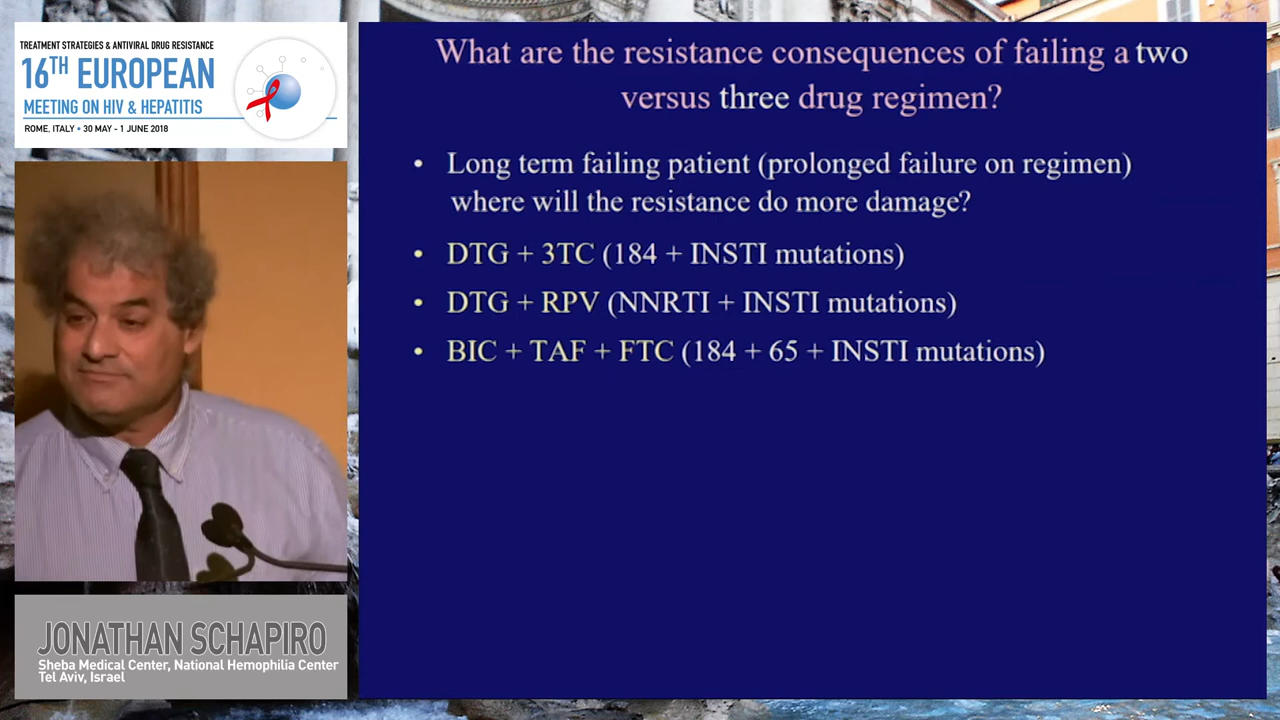 TREATMENT STRATEGIES & ANTIVIRAL DRUG RESISTANCE
16TH EUROPEAN
MEETING ON HIV & HEPATITIS
ROME, ITALY • 30 MAY - 1 JUNE 2018
What are the resistance consequences of failing a two
versus three drug regimen?
• Long term failing patient (prolonged failure on regimen)
where will the resistance do more damage?
• DTG + 3TC (184 + INSTI mutations)
• DTG + RPV (NNRTI + INSTI mutations)
• BIC + TAF + FTC (184 + 65 + INSTI mutations)
JONATHAN SCHAPIRO
Sheba Medical Center, National Hemophilia Center
Tel Aviv, Israel